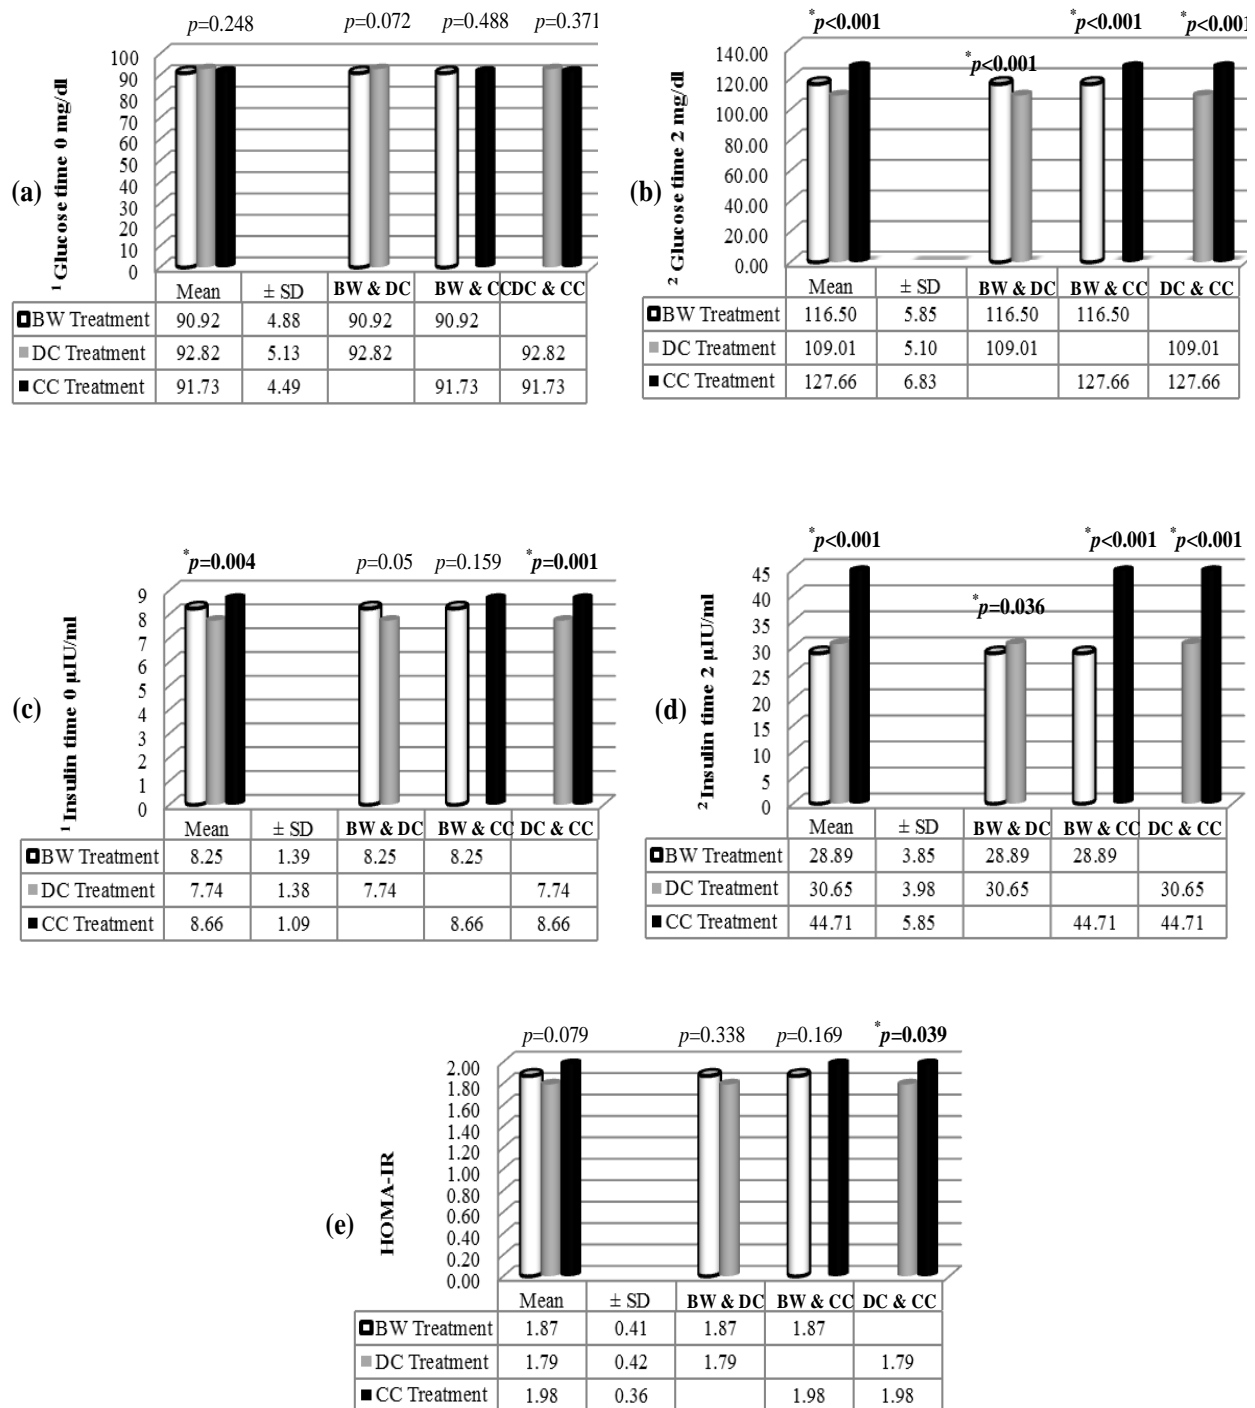 p=0.248 p=0.072 p=0.488 p=0.371
(a)
¹ Glucose time 0 mg/dl
100
90
80
70
60
50
40
30
20
10
0
Mean ± SD BW & DC BW & CC DC & CC
BW Treatment 90.92 4.88 90.92 90.92
DC Treatment 92.82 5.13 92.82 92.82
CC Treatment 91.73 4.49 91.73 91.73
*p<0.001 *p<0.001 *p<0.001 *p<0.001
(b)
² Glucose time 2 mg/dl
140.00
120.00
100.00
80.00
60.00
40.00
20.00
0.00
Mean ± SD BW & DC BW & CC DC & CC
BW Treatment 116.50 5.85 116.50 116.50
DC Treatment 109.01 5.10 109.01 109.01
CC Treatment 127.66 6.83 127.66 127.66
*p=0.004 p=0.05 p=0.159 *p=0.001
(c)
¹ Insulin time 0 µIU/ml
9
8
7
6
5
4
3
2
1
0
Mean ± SD BW & DC BW & CC DC & CC
BW Treatment 8.25 1.39 8.25 8.25
DC Treatment 7.74 1.38 7.74 7.74
CC Treatment 8.66 1.09 8.66 8.66
*p<0.001 *p=0.036 *p<0.001 *p<0.001
(d)
² Insulin time 2 µIU/ml
45
40
35
30
25
20
15
10
5
0
Mean ± SD BW & DC BW & CC DC & CC
BW Treatment 28.89 3.85 28.89 28.89
DC Treatment 30.65 3.98 30.65 30.65
CC Treatment 44.71 5.85 44.71 44.71
p=0.079 p=0.338 p=0.169 *p=0.039
(e)
HOMA-IR
2.00
1.80
1.60
1.40
1.20
1.00
0.80
0.60
0.40
0.20
0.00
Mean ± SD BW & DC BW & CC DC & CC
BW Treatment 1.87 0.41 1.87 1.87
DC Treatment 1.79 0.42 1.79 1.79
CC Treatment 1.98 0.36 1.98 1.98